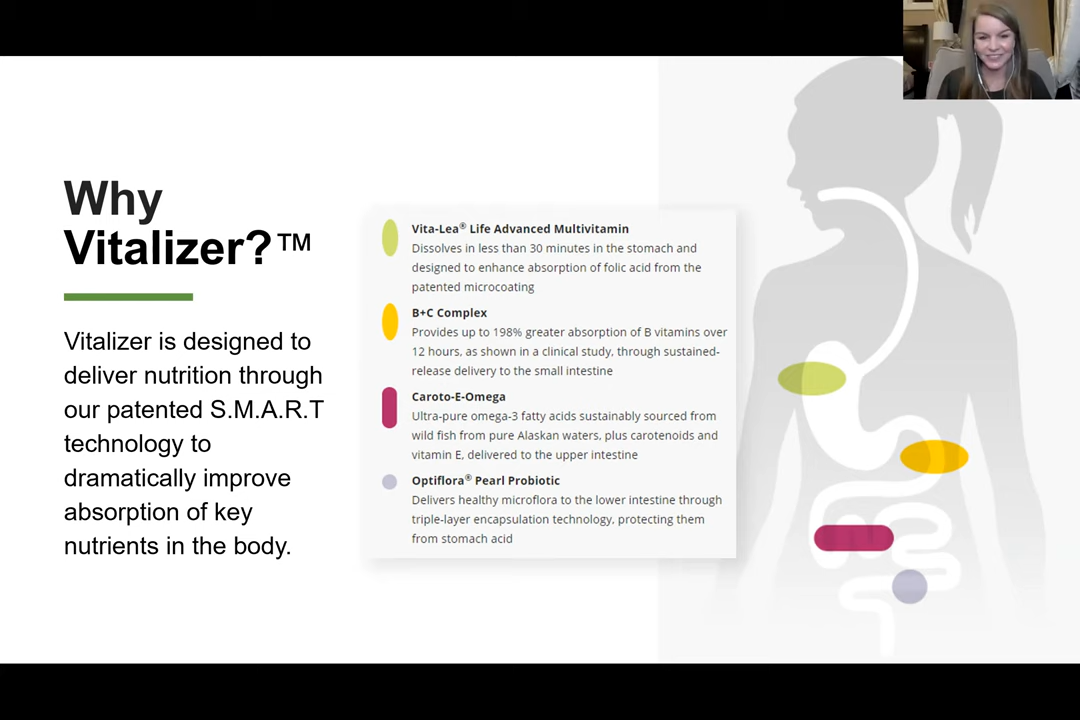 Why
Vitalizer?™
Vitalizer is designed to
deliver nutrition through
our patented S.M.A.R.T
technology to
dramatically improve
absorption of key
nutrients in the body.
Vita-Lea® Life Advanced Multivitamin
Dissolves in less than 30 minutes in the stomach and
designed to enhance absorption of folic acid from the
patented microcoating
B+C Complex
Provides up to 198% greater absorption of B vitamins over
12 hours, as shown in a clinical study, through sustained-
release delivery to the small intestine
Caroto-E-Omega
Ultra-pure omega-3 fatty acids sustainably sourced from
wild fish from pure Alaskan waters, plus carotenoids and
vitamin E, delivered to the upper intestine
Optiflora® Pearl Probiotic
Delivers healthy microflora to the lower intestine through
triple-layer encapsulation technology, protecting them
from stomach acid